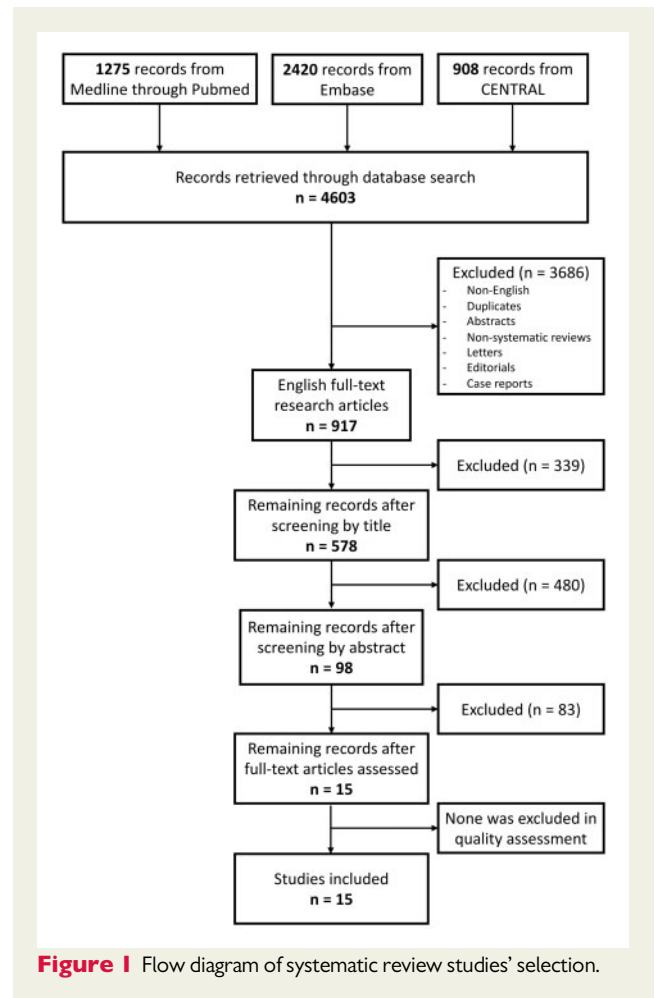 1275 records from
Medline through Pubmed
2420 records from
Embase
908 records from
CENTRAL
Records retrieved through database search
n = 4603
Excluded (n = 3686)
- Non-English
- Duplicates
- Abstracts
- Non-systematic reviews
- Letters
- Editorials
- Case reports
English full-text
research articles
n = 917
Excluded (n = 339)
Remaining records after
screening by title
n = 578
Excluded (n = 480)
Remaining records after
screening by abstract
n = 98
Excluded (n = 83)
Remaining records after
full-text articles assessed
n = 15
None was excluded in
quality assessment
Studies included
n = 15
Figure 1 Flow diagram of systematic review studies’ selection.